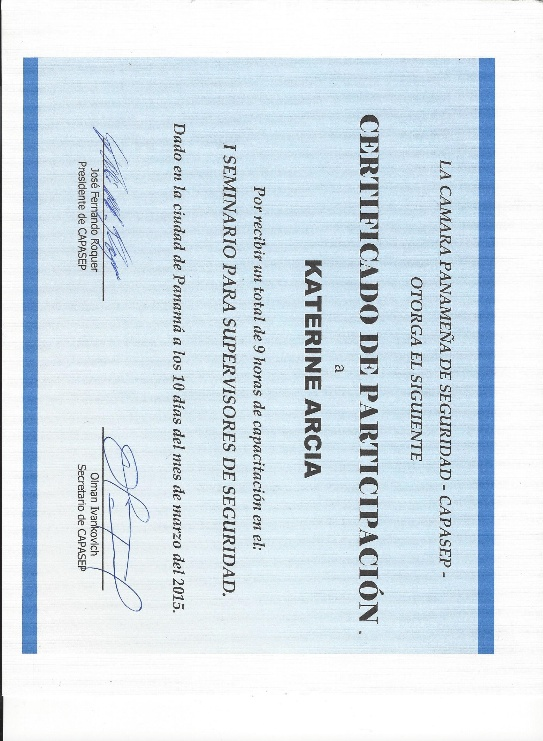 LA CAMARA PANAMEÑA DE SEGURIDAD - CAPASEP -
OTORGA EL SIGUIENTE
CERTIFICADO DE PARTICIPACIÓN
a
KATERINE ARCIA
Por recibir un total de 9 horas de capacitación en el:
I SEMINARIO PARA SUPERVISORES DE SEGURIDAD.
Dado en la ciudad de Panamá a los 10 días del mes de marzo del 2015.
José Fernando Roquer
Presidente de CAPASEP
Olman Ivankovich
Secretario de CAPASEP